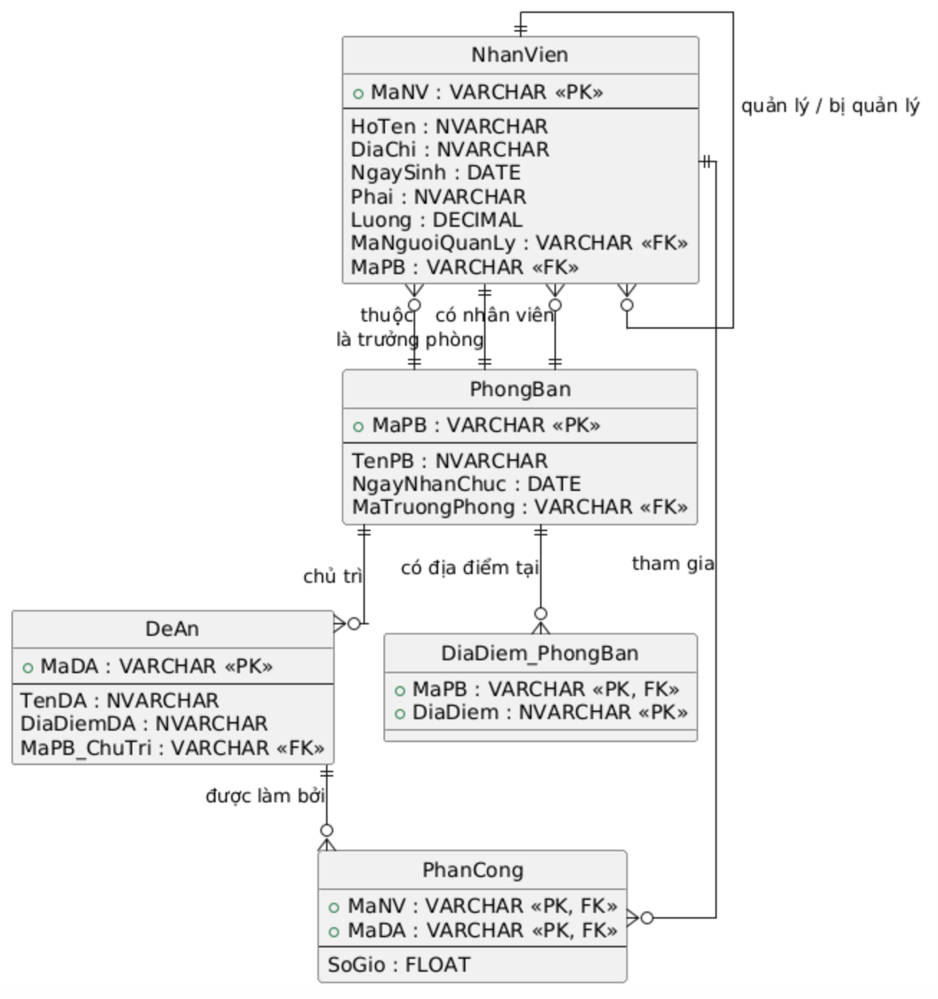 NhanVien
MaNV : VARCHAR «PK»
quản lý / bị quản lý
HoTen : NVARCHAR
DiaChi : NVARCHAR
NgaySinh : DATE
Phai : NVARCHAR
Luong : DECIMAL
MaNguoiQuanLy : VARCHAR «FK»
MaPB : VARCHAR «FK»
thuộc
có nhân viên
là trưởng phòng
PhongBan
MaPB : VARCHAR «PK»
TenPB : NVARCHAR
NgayNhanChuc : DATE
MaTruongPhong : VARCHAR «FK»
chủ trì
có địa điểm tại
tham gia
DeAn
MaDA : VARCHAR «PK»
TenDA : NVARCHAR
DiaDiemDA : NVARCHAR
MaPB_ChuTri : VARCHAR «FK»
DiaDiem_PhongBan
MaPB : VARCHAR «PK, FK»
DiaDiem : NVARCHAR «PK»
được làm bởi
PhanCong
MaNV : VARCHAR «PK, FK»
MaDA : VARCHAR «PK, FK»
SoGio : FLOAT